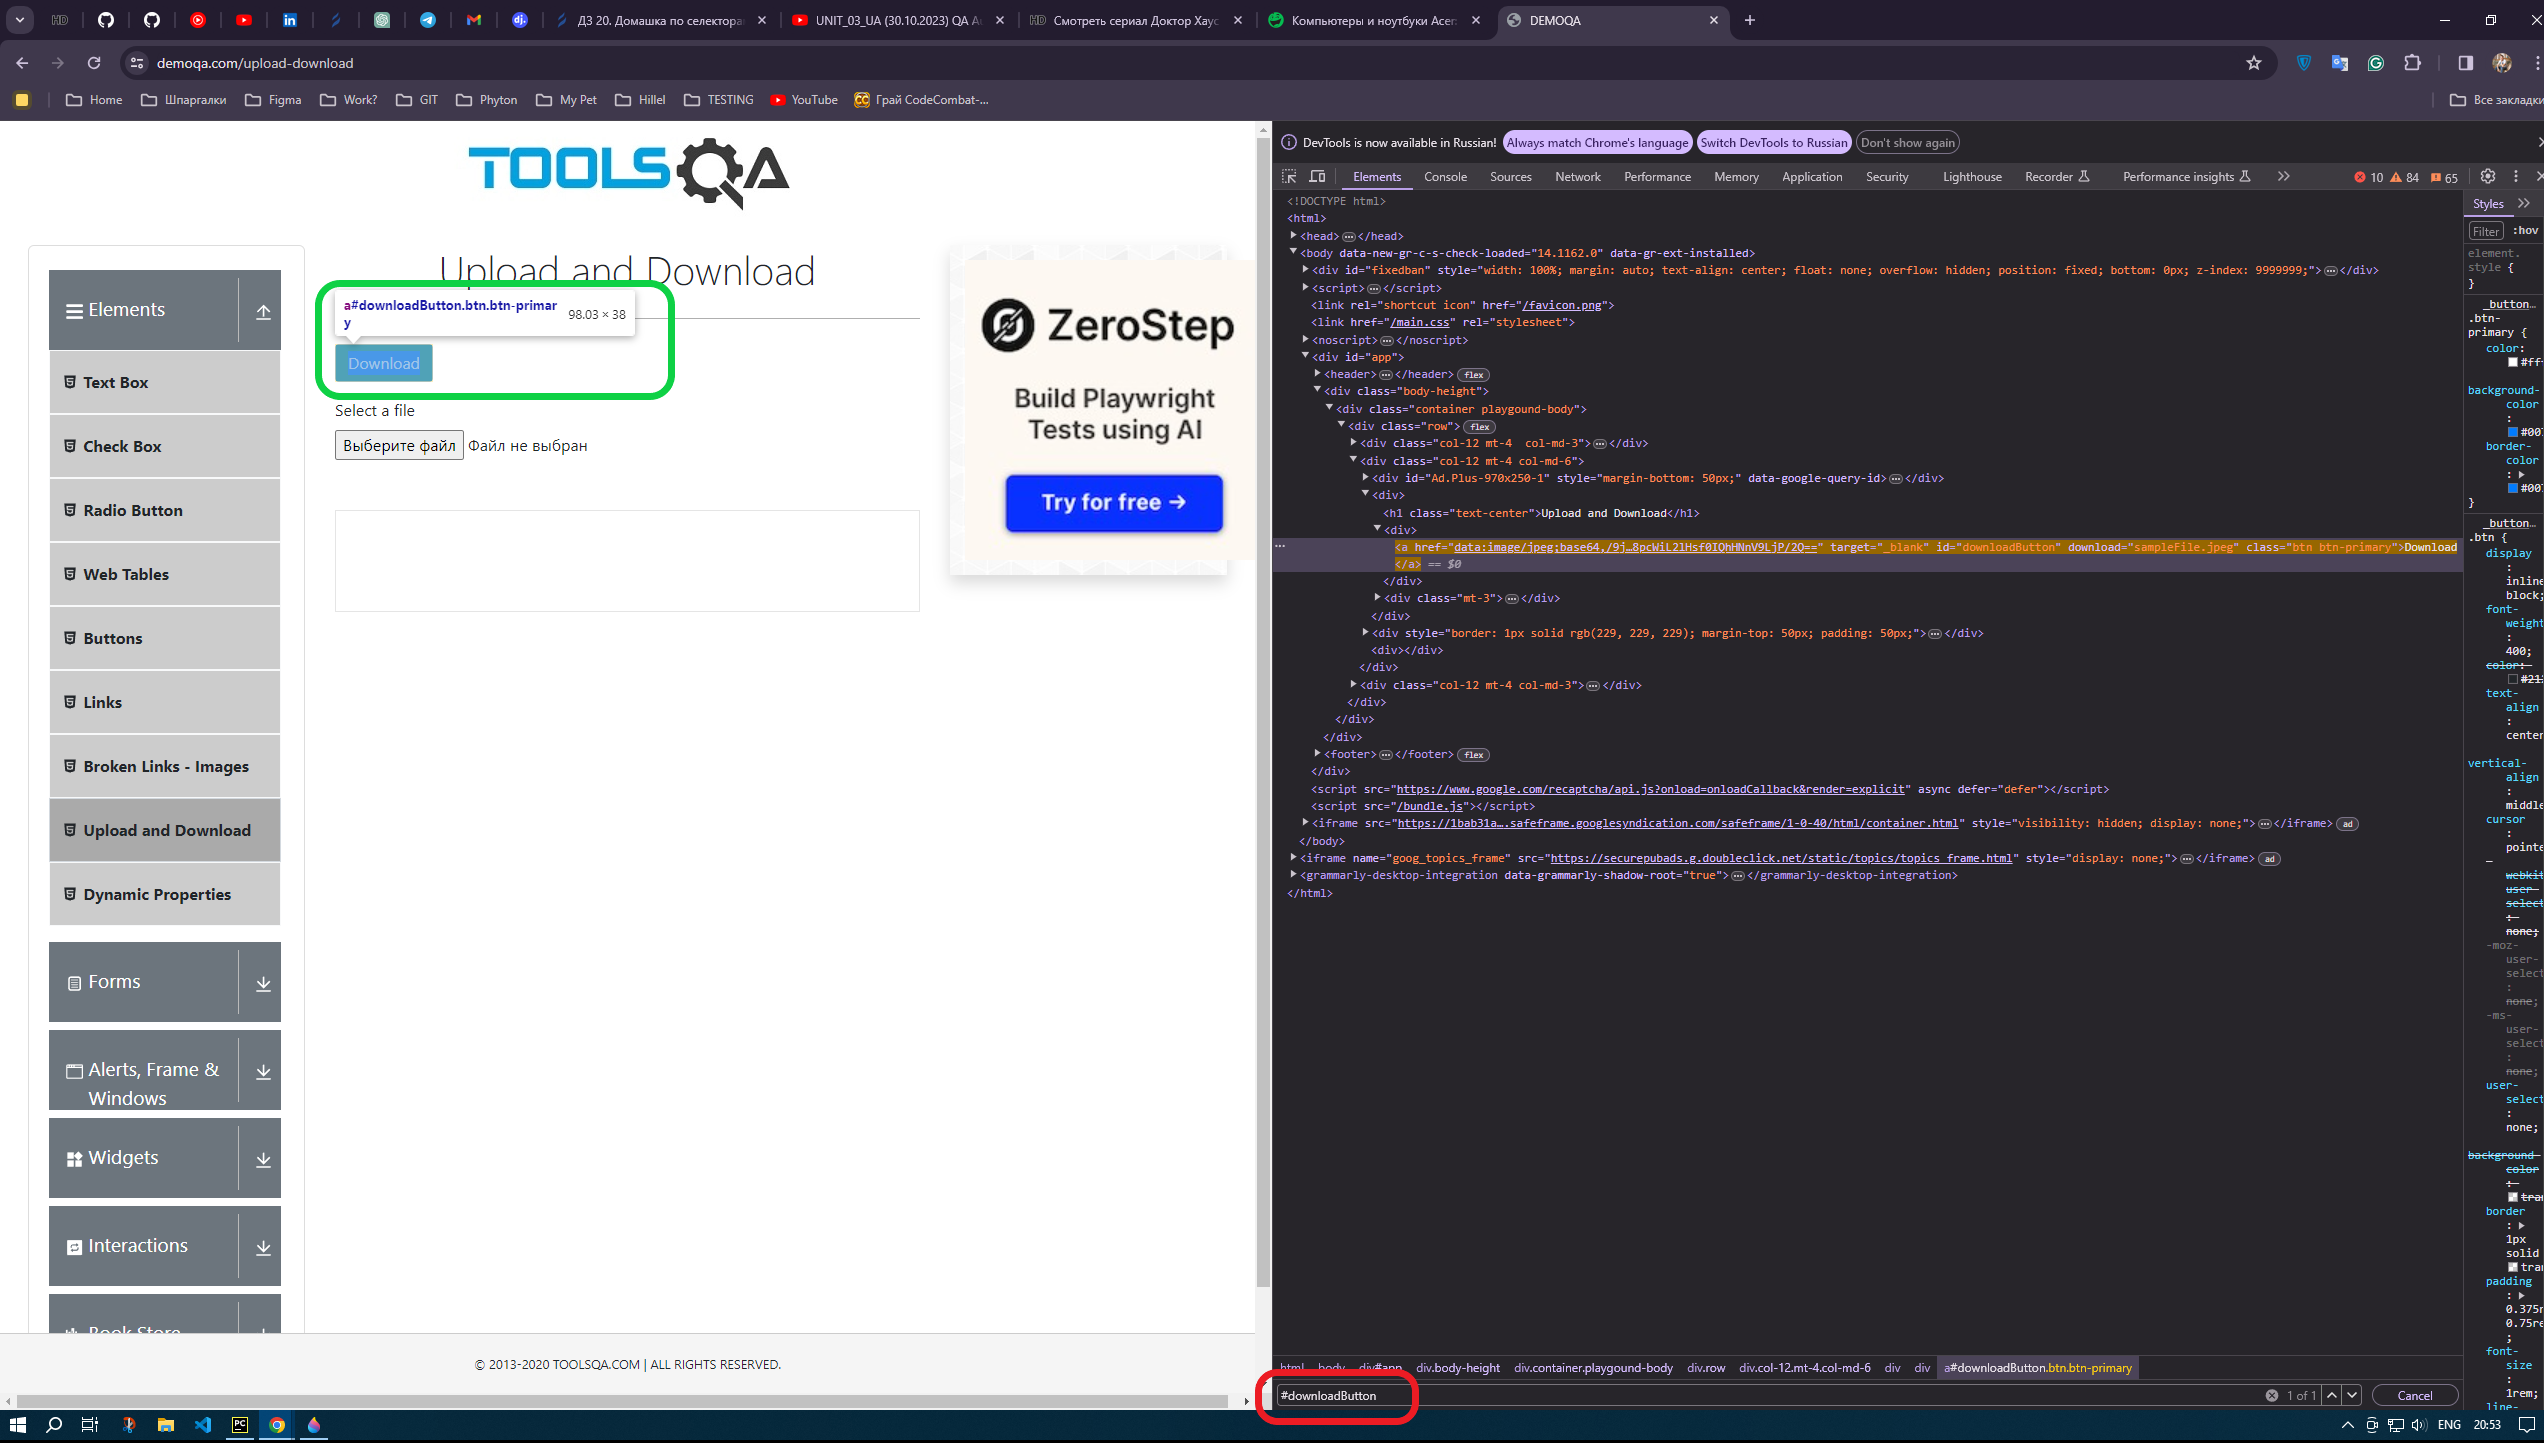 ДЗ 20. Домашка по селектора
UNIT_03_UA (30.10.2023) QA A
HD Смотреть сериал Доктор Хаус
Компьютеры и ноутбуки Acer
DEMOQA
demoqa.com/upload-download
Home Шпаргалки Figma Work? GIT Phyton My Pet Hillel TESTING YouTube Грай CodeCombat-... Все закладки
TOOLSQA
Upload and Download
a#downloadButton.btn.btn-primar
y
98.03 × 38
Download
Select a file
Выберите файл Файл не выбран
Elements
Text Box
Check Box
Radio Button
Web Tables
Buttons
Links
Broken Links - Images
Upload and Download
Dynamic Properties
Forms
Alerts, Frame &
Windows
Widgets
Interactions
Book Store
ZeroStep
Build Playwright
Tests using AI
Try for free →
© 2013-2020 TOOLSQA.COM | ALL RIGHTS RESERVED.
DevTools is now available in Russian! Always match Chrome's language Switch DevTools to Russian Don't show again
Elements Console Sources Network Performance Memory Application Security Lighthouse Recorder Performance insights 10 84 65
<!DOCTYPE html>
<html>
<head>…</head>
<body data-new-gr-c-s-check-loaded="14.1162.0" data-gr-ext-installed>
<div id="fixedban" style="width: 100%; margin: auto; text-align: center; float: none; overflow: hidden; position: fixed; bottom: 0px; z-index: 9999999;">…</div>
<script>…</script>
<link rel="shortcut icon" href="/favicon.png">
<link href="/main.css" rel="stylesheet">
<noscript>…</noscript>
<div id="app">
<header>…</header> flex
<div class="body-height">
<div class="container playgound-body">
<div class="row"> flex
<div class="col-12 mt-4  col-md-3">…</div>
<div class="col-12 mt-4 col-md-6">
<div id="Ad.Plus-970x250-1" style="margin-bottom: 50px;" data-google-query-id>…</div>
<div>
<h1 class="text-center">Upload and Download</h1>
<div>
<a href="data:image/jpeg;base64,/9j…8pcWiL2lHsf0IQhHNnV9LjP/2Q==" target="_blank" id="downloadButton" download="sampleFile.jpeg" class="btn btn-primary">Download
</a> == $0
</div>
<div class="mt-3">…</div>
</div>
<div style="border: 1px solid rgb(229, 229, 229); margin-top: 50px; padding: 50px;">…</div>
<div></div>
</div>
<div class="col-12 mt-4 col-md-3">…</div>
</div>
</div>
</div>
<footer>…</footer> flex
</div>
<script src="https://www.google.com/recaptcha/api.js?onload=onloadCallback&render=explicit" async defer="defer"></script>
<script src="/bundle.js"></script>
<iframe src="https://1bab31a….safeframe.googlesyndication.com/safeframe/1-0-40/html/container.html" style="visibility: hidden; display: none;">…</iframe> ad
</body>
<iframe name="goog_topics_frame" src="https://securepubads.g.doubleclick.net/static/topics/topics_frame.html" style="display: none;">…</iframe> ad
<grammarly-desktop-integration data-grammarly-shadow-root="true">…</grammarly-desktop-integration>
</html>
Styles
Filter :hov
element.
style {
}
_button…
.btn-
primary {
color:
#ff
background-
color
:
#00
border-
color
:
#00
}
_button…
.btn {
display
:
inline
block;
font-
weight
:
400;
color:
#21
text-
align
:
center
vertical-
align
:
middle
cursor
:
pointe
webkit
user-
select
:
none;
-moz-
user-
select
:
none;
-ms-
user-
select
:
none;
user-
select
:
none;
background-
color
:
tra
border
:
1px
solid
tra
padding
:
0.375r
0.75re
;
font-
size
:
1rem;
line-
html body div#app div.body-height div.container.playgound-body div.row div.col-12.mt-4.col-md-6 div div a#downloadButton.btn.btn-primary
#downloadButton 1 of 1 Cancel
ENG 20:53